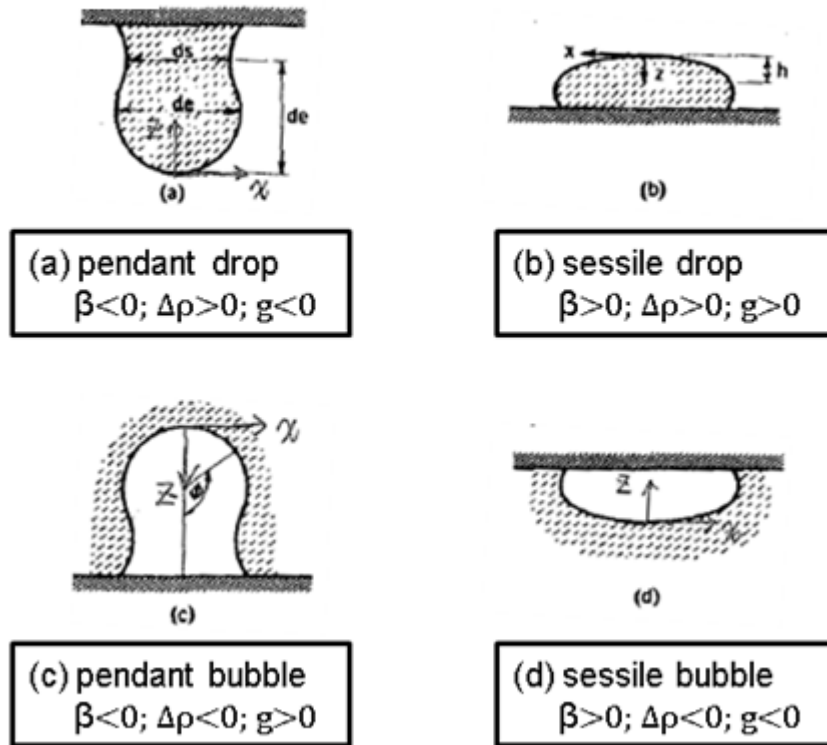 ds
de
de
Z
x
(a)
x
z
h
(b)
(a) pendant drop
β<0; Δρ>0; g<0
(b) sessile drop
β>0; Δρ>0; g>0
x
Z
(c)
Z
x
(d)
(c) pendant bubble
β<0; Δρ<0; g>0
(d) sessile bubble
β>0; Δρ<0; g<0